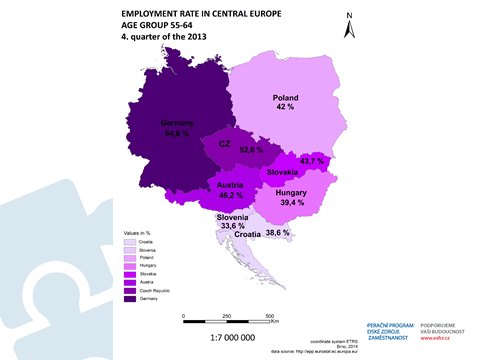 EMPLOYMENT RATE IN CENTRAL EUROPE
AGE GROUP 55-64
4. quarter of the 2013
N
Poland
42 %
Germany
64,6 %
CZ
52,6 %
43,7 %
Slovakia
Austria
46,2 %
Hungary
39,4 %
Slovenia
33,6 %
Croatia
38,6 %
Values in %
Croatia
Slovenia
Poland
Hungary
Slovakia
Austria
Czech Republic
Germany
0
250
500
Km
1:7 000 000
coordinate system ETRS
Brno, 2014
data source: http://epp.eurostat.ec.europa.eu/
PERAČNÍ PROGRAM
IDSKÉ ZDROJE
ZAMĚSTNANOST
PODPORUJEME
VAŠI BUDOUCNOST
www.esfcr.cz